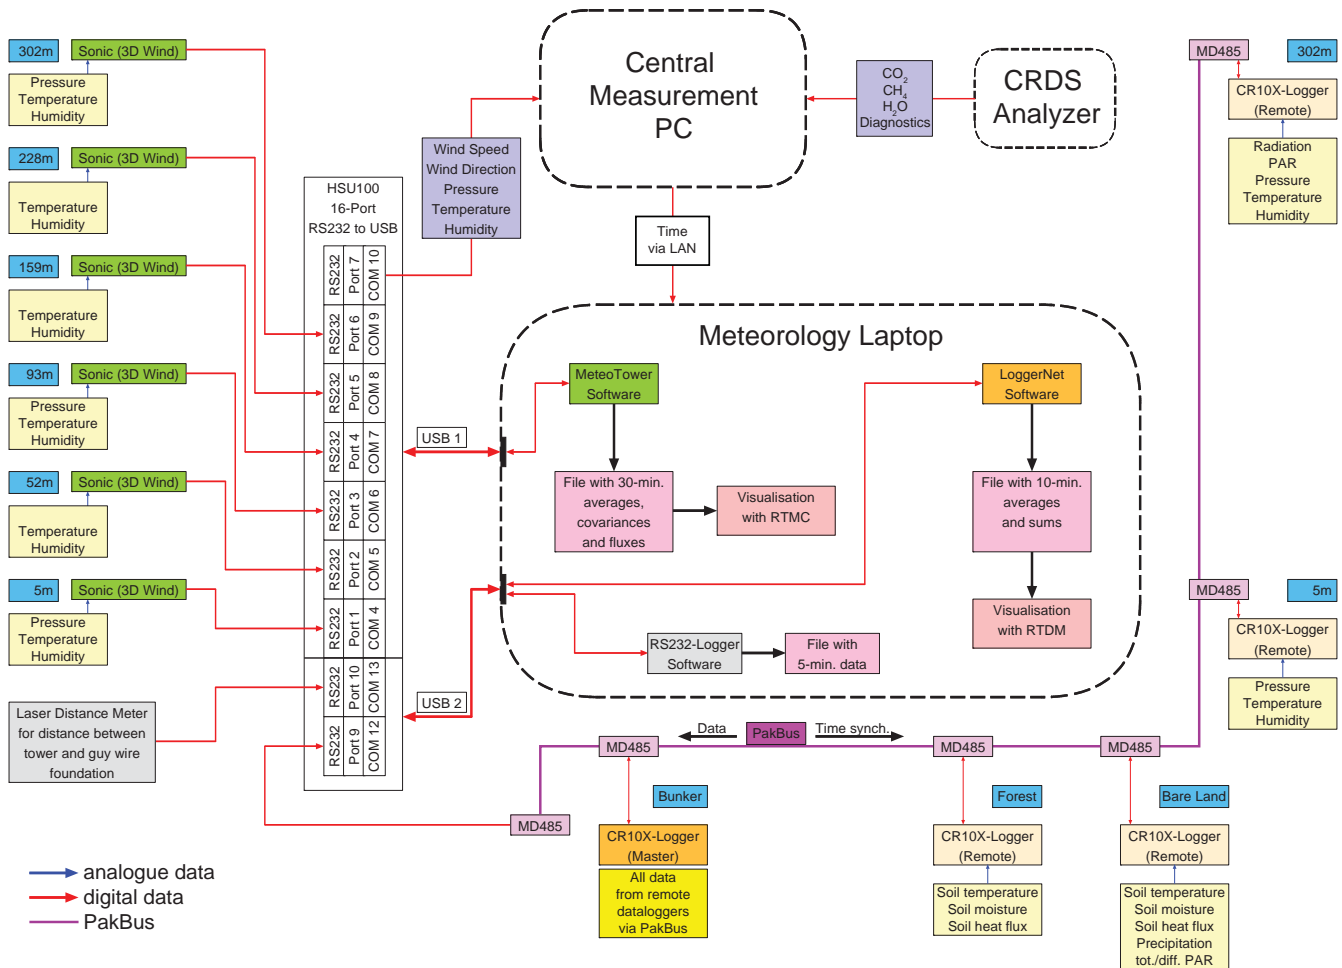 302m
Sonic (3D Wind)
Pressure
Temperature
Humidity
228m
Sonic (3D Wind)
Temperature
Humidity
159m
Sonic (3D Wind)
Temperature
Humidity
93m
Sonic (3D Wind)
Pressure
Temperature
Humidity
52m
Sonic (3D Wind)
Temperature
Humidity
5m
Sonic (3D Wind)
Pressure
Temperature
Humidity
Laser Distance Meter
for distance between
tower and guy wire
foundation
analogue data
digital data
PakBus
HSU100
16-Port
RS232 to USB
RS232
Port 7
COM 10
RS232
Port 6
COM 9
RS232
Port 5
COM 8
RS232
Port 4
COM 7
RS232
Port 3
COM 6
RS232
Port 2
COM 5
RS232
Port 1
COM 4
RS232
Port 10
COM 13
RS232
Port 9
COM 12
Wind Speed
Wind Direction
Pressure
Temperature
Humidity
Central
Measurement
PC
CO2
CH4
H2O
Diagnostics
CRDS
Analyzer
Time
via LAN
USB 1
USB 2
Meteorology Laptop
MeteoTower
Software
File with 30-min.
averages,
covariances
and fluxes
Visualisation
with RTMC
LoggerNet
Software
File with 10-min.
averages
and sums
Visualisation
with RTDM
RS232-Logger
Software
File with
5-min. data
MD485
302m
CR10X-Logger
(Remote)
Radiation
PAR
Pressure
Temperature
Humidity
MD485
5m
CR10X-Logger
(Remote)
Pressure
Temperature
Humidity
Data
PakBus
Time synch.
MD485
MD485
MD485
MD485
Bunker
CR10X-Logger
(Master)
All data
from remote
dataloggers
via PakBus
Forest
CR10X-Logger
(Remote)
Soil temperature
Soil moisture
Soil heat flux
Bare Land
CR10X-Logger
(Remote)
Soil temperature
Soil moisture
Soil heat flux
Precipitation
tot./diff. PAR